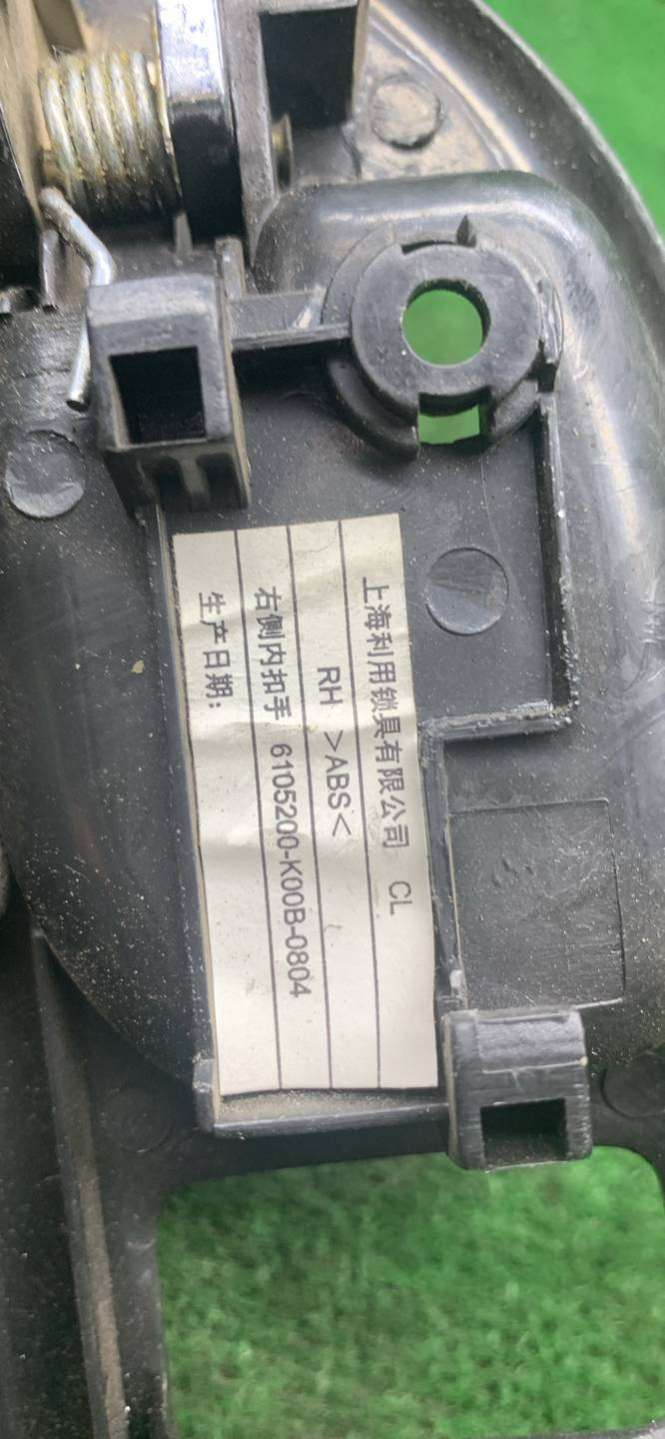 上海利用锁具有限公司 CL
RH >ABS<
右侧内扣手 6105200-K00B-0804
生产日期：